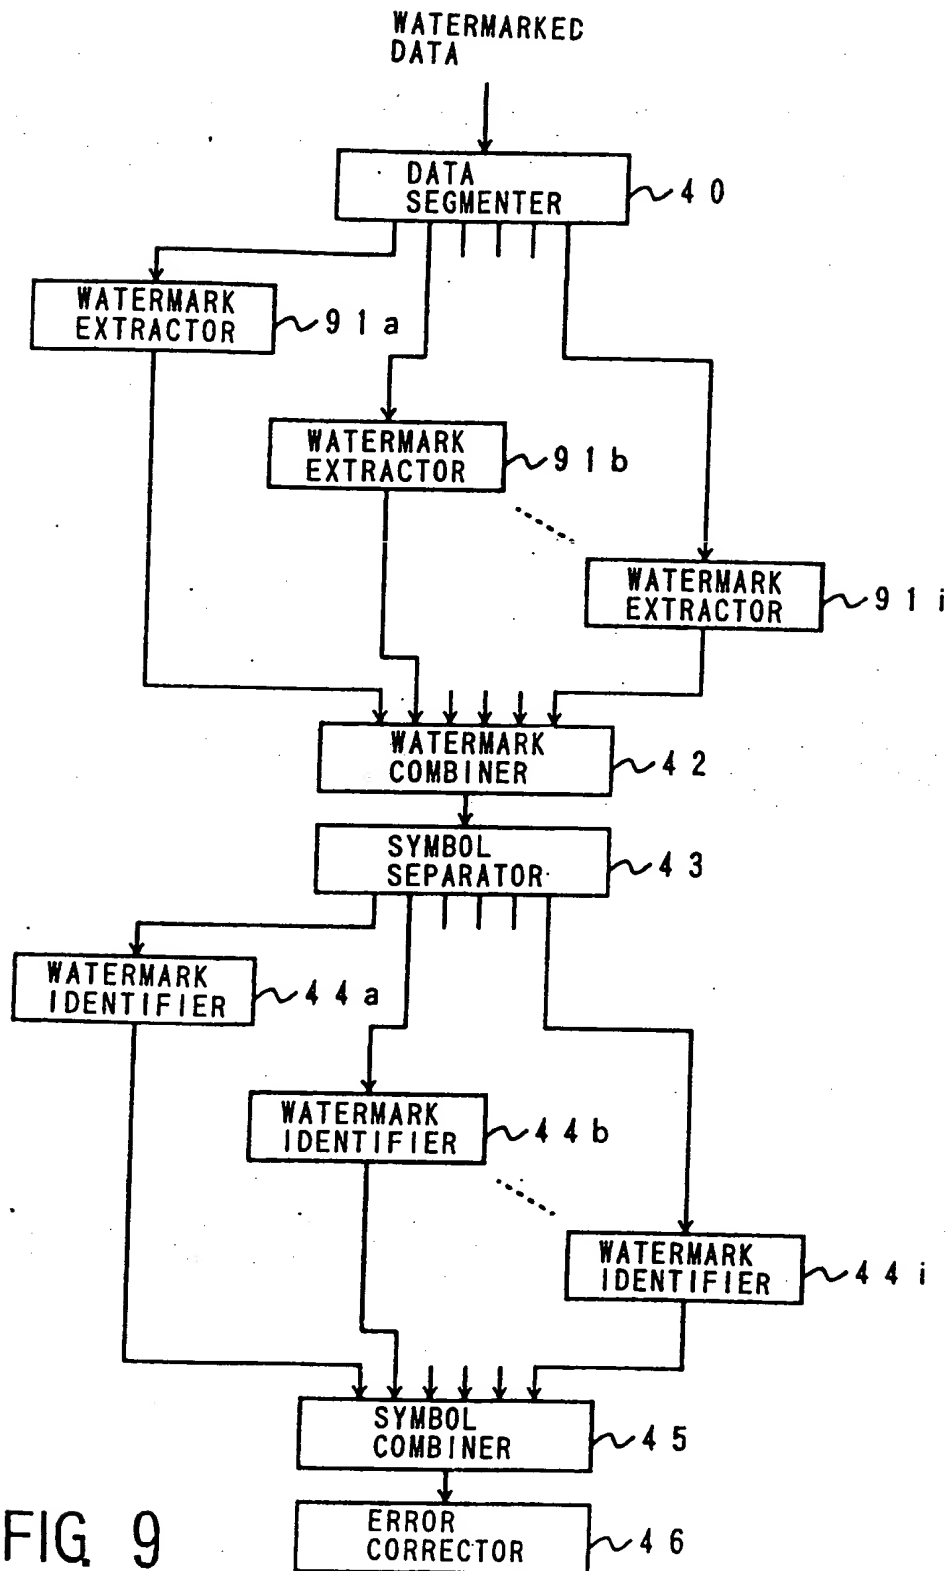 WATERMARKED
DATA
DATA
SEGMENTER
40
WATERMARK
EXTRACTOR
91a
WATERMARK
EXTRACTOR
91b
WATERMARK
EXTRACTOR
91i
WATERMARK
COMBINER
42
SYMBOL
SEPARATOR
43
WATERMARK
IDENTIFIER
44a
WATERMARK
IDENTIFIER
44b
WATERMARK
IDENTIFIER
44i
SYMBOL
COMBINER
45
ERROR
CORRECTOR
46
FIG. 9